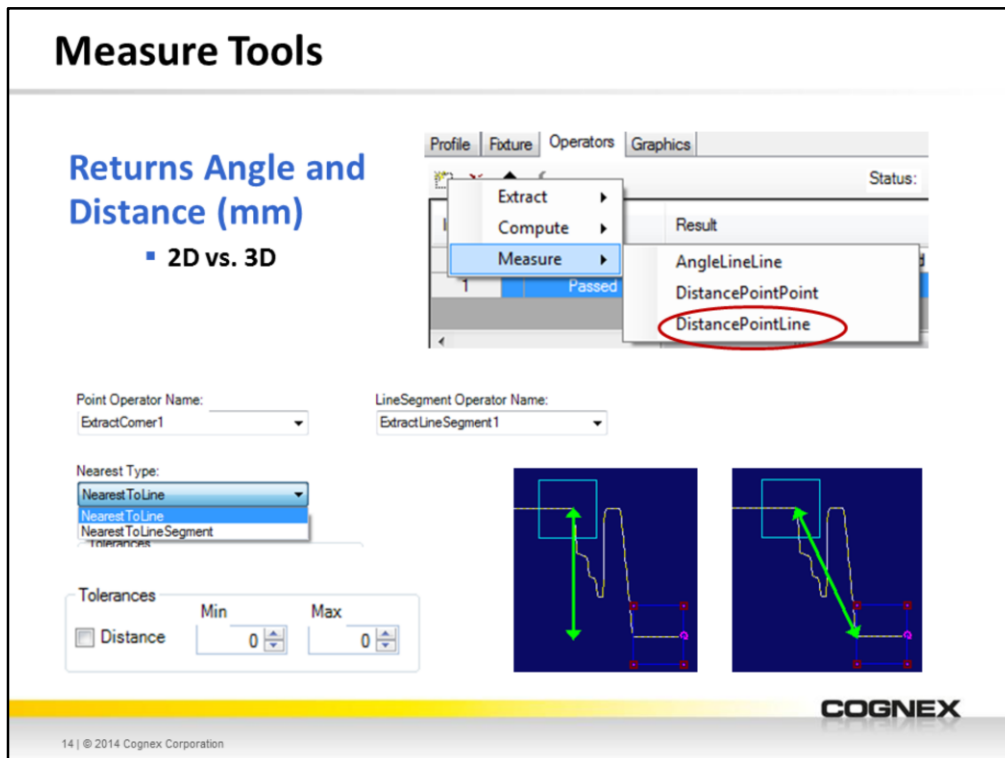 Measure Tools
Returns Angle and
Distance (mm)
2D vs. 3D
Profile Fixture Operators Graphics
Status:
Extract
Compute
Measure
Result
1 Passed
AngleLineLine
DistancePointPoint
DistancePointLine
Point Operator Name:
ExtractCorner1
LineSegment Operator Name:
ExtractLineSegment1
Nearest Type:
NearestToLine
NearestToLine
NearestToLineSegment
Tolerances
Tolerances
Min Max
Distance 0 0
COGNEX
14 | © 2014 Cognex Corporation